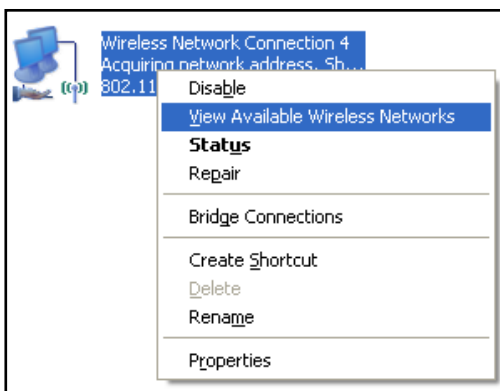 Wireless Network Connection 4
Acquiring network address, Sh...
802.11
Disable
View Available Wireless Networks
Status
Repair
Bridge Connections
Create Shortcut
Delete
Rename
Properties